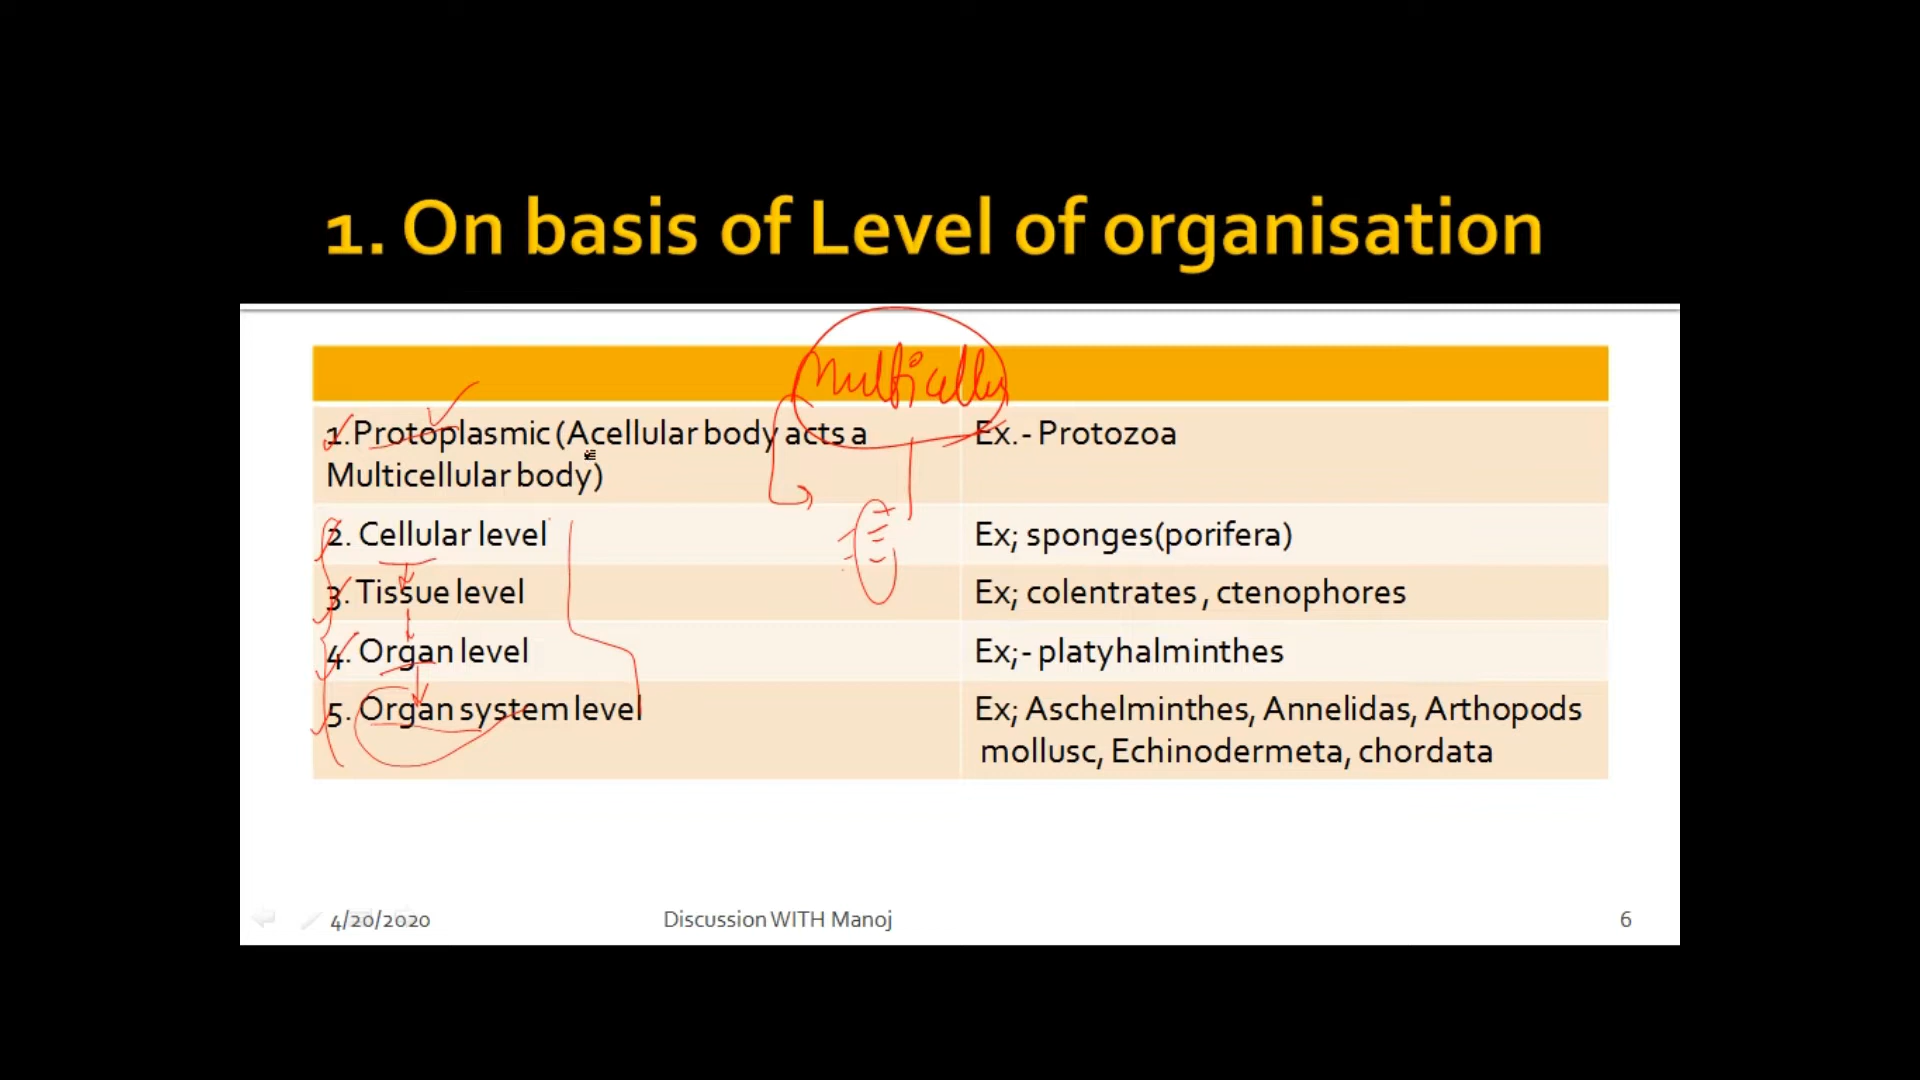 1. On basis of Level of organisation
Multicellu
1.Protoplasmic (Acellular body acts a
Multicellular body)
Ex.- Protozoa
2. Cellular level
Ex; sponges(porifera)
3. Tissue level
Ex; colentrates , ctenophores
4. Organ level
Ex;- platyhalminthes
5. Organ system level
Ex; Aschelminthes, Annelidas, Arthopods
mollusc, Echinodermeta, chordata
4/20/2020
Discussion WITH Manoj
6